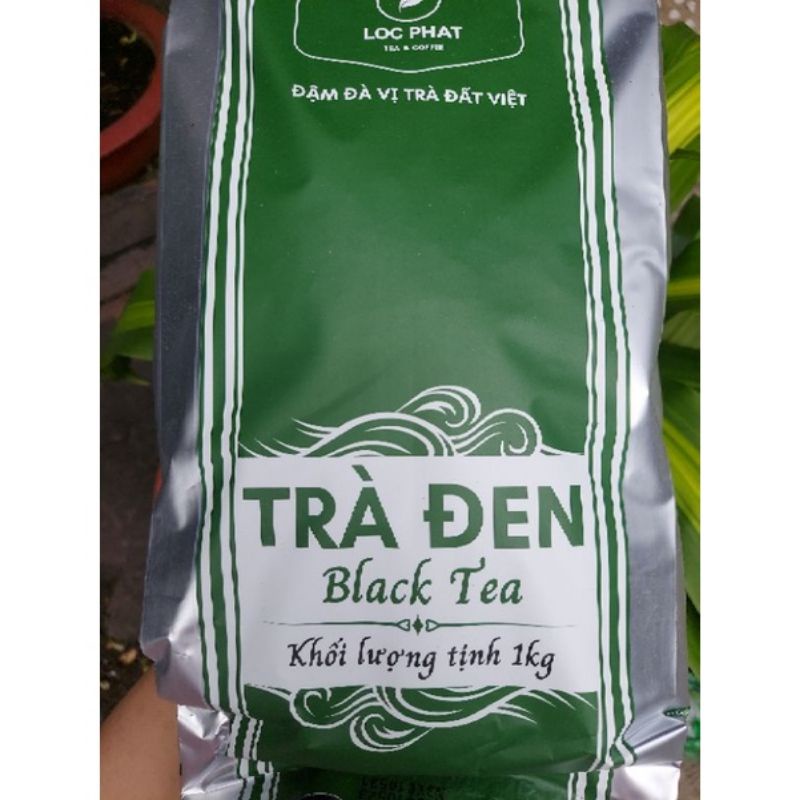 LOC PHAT
TEA & COFFEE
ĐẬM ĐÀ VỊ TRÀ ĐẤT VIỆT
TRÀ ĐEN
Black Tea
Khối lượng tịnh 1kg